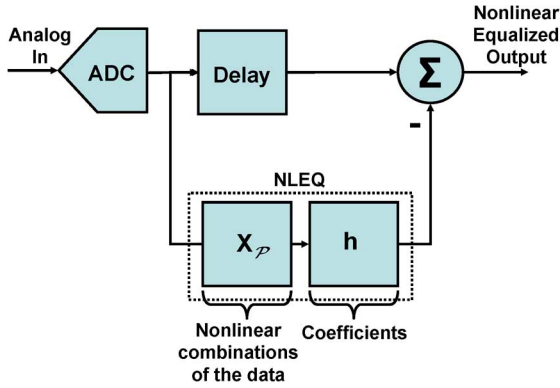 Analog
In
ADC
Delay
Σ
Nonlinear
Equalized
Output
-
NLEQ
X𝒫
h
Nonlinear
combinations
of the data
Coefficients